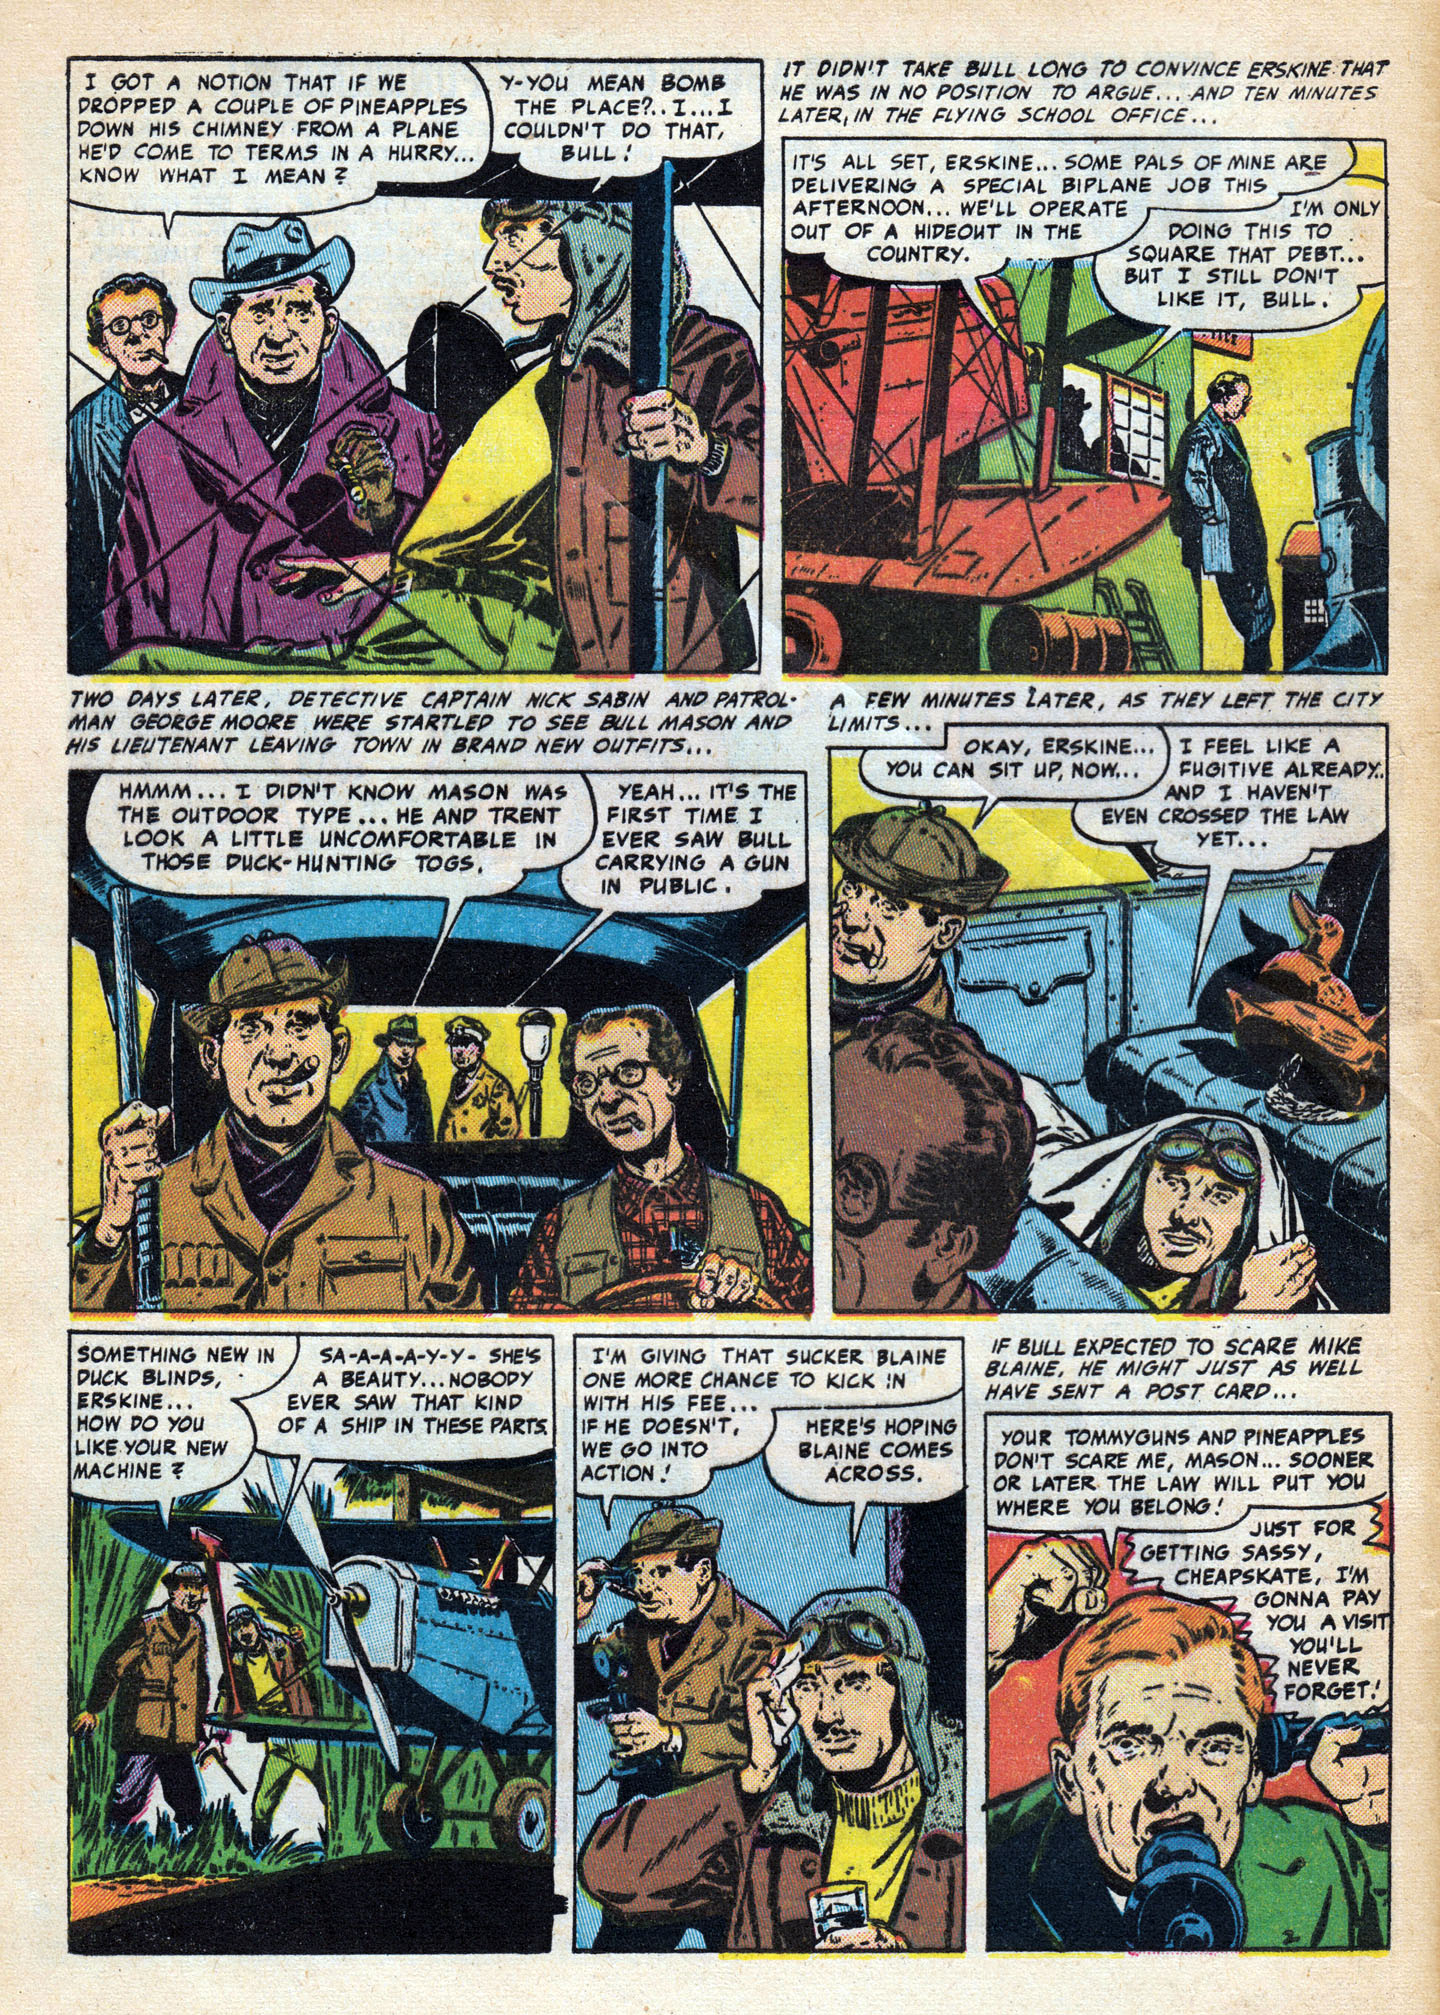 I GOT A NOTION THAT IF WE
DROPPED A COUPLE OF PINEAPPLES
DOWN HIS CHIMNEY FROM A PLANE
HE'D COME TO TERMS IN A HURRY...
KNOW WHAT I MEAN?
Y-YOU MEAN BOMB
THE PLACE?..I...I
COULDN'T DO THAT,
BULL!
IT DIDN'T TAKE BULL LONG TO CONVINCE ERSKINE THAT
HE WAS IN NO POSITION TO ARGUE... AND TEN MINUTES
LATER, IN THE FLYING SCHOOL OFFICE...
IT'S ALL SET, ERSKINE... SOME PALS OF MINE ARE
DELIVERING A SPECIAL BIPLANE JOB THIS
AFTERNOON... WE'LL OPERATE
OUT OF A HIDEOUT IN THE
COUNTRY.
I'M ONLY
DOING THIS TO
SQUARE THAT DEBT...
BUT I STILL DON'T
LIKE IT, BULL.
TWO DAYS LATER, DETECTIVE CAPTAIN NICK SABIN AND PATROL-
MAN GEORGE MOORE WERE STARTLED TO SEE BULL MASON AND
HIS LIEUTENANT LEAVING TOWN IN BRAND NEW OUTFITS...
HMMM... I DIDN'T KNOW MASON WAS
THE OUTDOOR TYPE... HE AND TRENT
LOOK A LITTLE UNCOMFORTABLE IN
THOSE DUCK-HUNTING TOGS.
YEAH... IT'S THE
FIRST TIME I
EVER SAW BULL
CARRYING A GUN
IN PUBLIC.
A FEW MINUTES LATER, AS THEY LEFT THE CITY
LIMITS...
OKAY, ERSKINE...
YOU CAN SIT UP, NOW...
I FEEL LIKE A
FUGITIVE ALREADY..
AND I HAVEN'T
EVEN CROSSED THE LAW
YET...
SOMETHING NEW IN
DUCK BLINDS,
ERSKINE...
HOW DO YOU
LIKE YOUR NEW
MACHINE?
SA-A-A-A-Y-Y- SHE'S
A BEAUTY...NOBODY
EVER SAW THAT KIND
OF A SHIP IN THESE PARTS.
I'M GIVING THAT SUCKER BLAINE
ONE MORE CHANCE TO KICK IN
WITH HIS FEE...
IF HE DOESN'T,
WE GO INTO
ACTION!
HERE'S HOPING
BLAINE COMES
ACROSS.
IF BULL EXPECTED TO SCARE MIKE
BLAINE, HE MIGHT JUST AS WELL
HAVE SENT A POST CARD...
YOUR TOMMYGUNS AND PINEAPPLES
DON'T SCARE ME, MASON... SOONER
OR LATER THE LAW WILL PUT YOU
WHERE YOU BELONG!
JUST FOR
GETTING SASSY,
CHEAPSKATE, I'M
GONNA PAY
YOU A VISIT
YOU'LL
NEVER
FORGET!
2